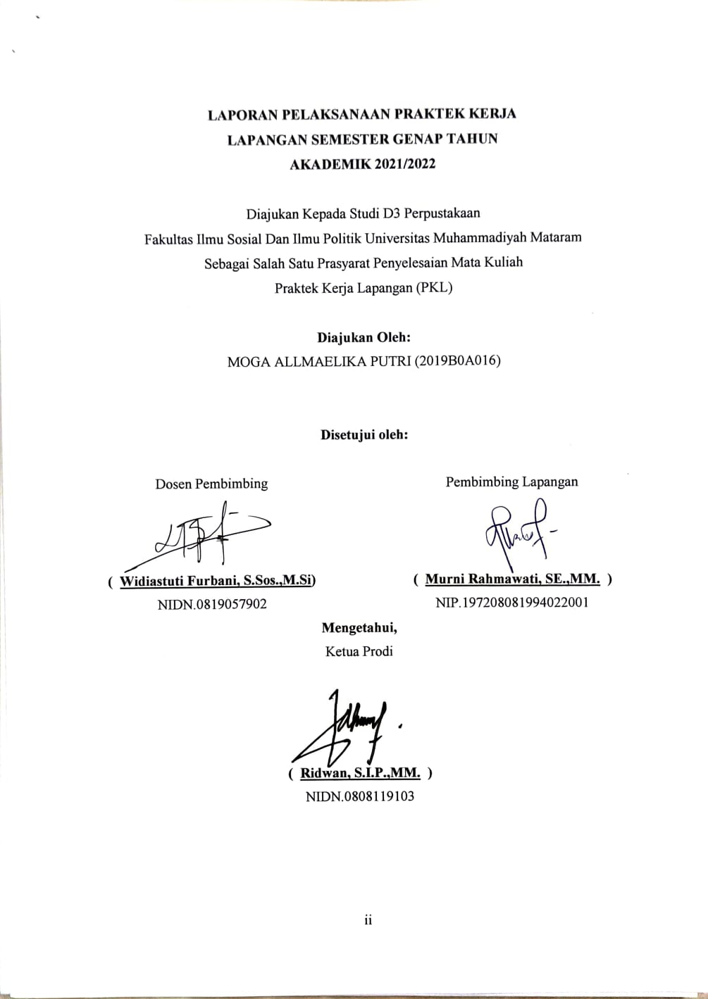 LAPORAN PELAKSANAAN PRAKTEK KERJA
LAPANGAN SEMESTER GENAP TAHUN
AKADEMIK 2021/2022
Diajukan Kepada Studi D3 Perpustakaan
Fakultas Ilmu Sosial Dan Ilmu Politik Universitas Muhammadiyah Mataram
Sebagai Salah Satu Prasyarat Penyelesaian Mata Kuliah
Praktek Kerja Lapangan (PKL)
Diajukan Oleh:
MOGA ALLMAELIKA PUTRI (2019B0A016)
Disetujui oleh:
Dosen Pembimbing
Pembimbing Lapangan
( Widiastuti Furbani, S.Sos.,M.Si)
( Murni Rahmawati, SE.,MM. )
NIDN.0819057902
NIP.197208081994022001
Mengetahui,
Ketua Prodi
( Ridwan, S.I.P.,MM. )
NIDN.0808119103
ii